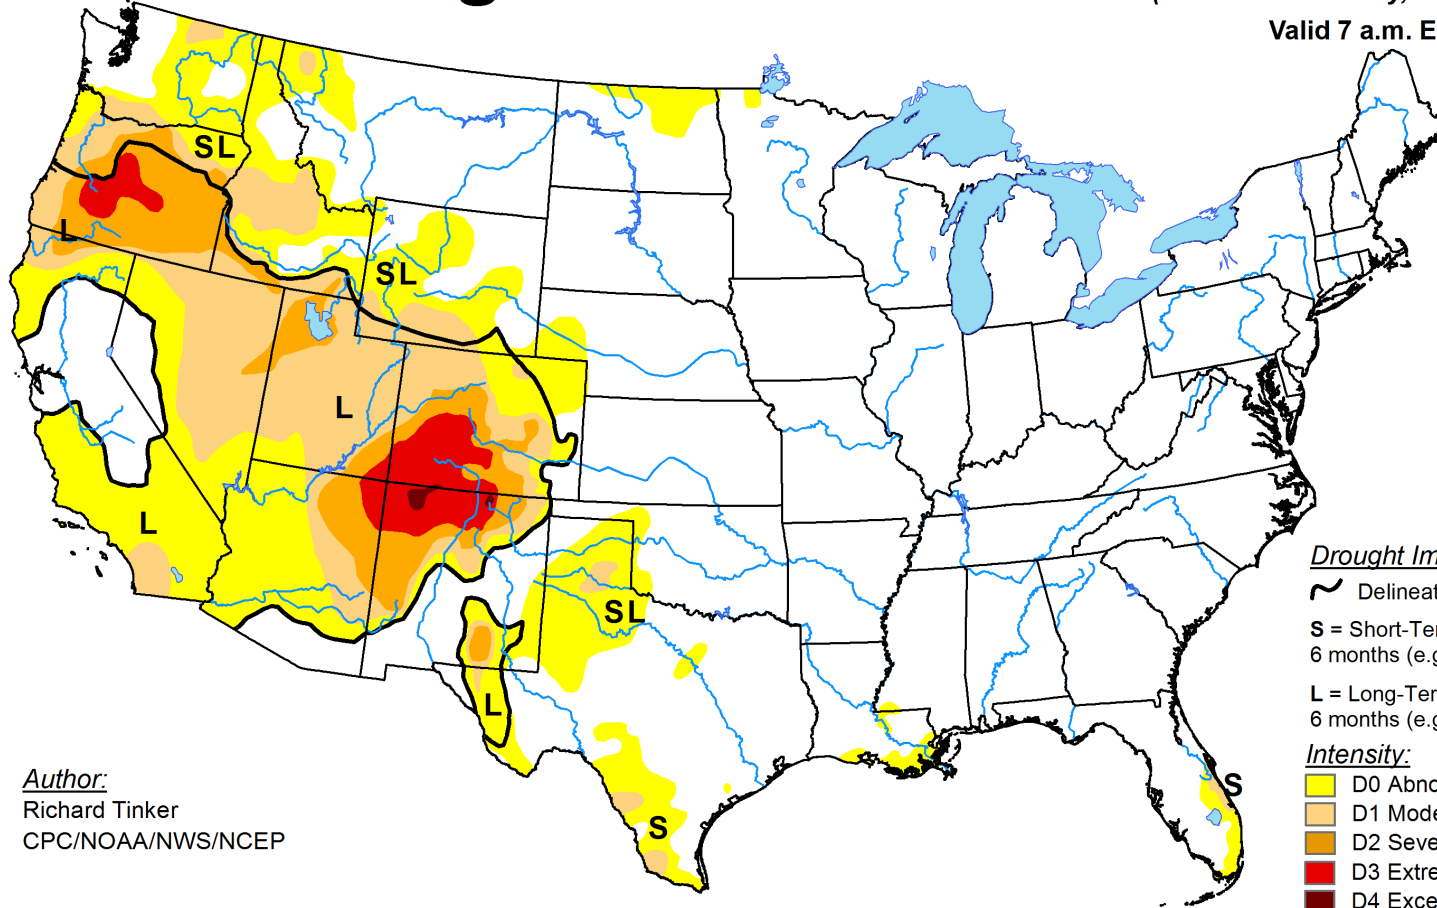 Valid 7 a.m. E
SL
L
SL
L
L
SL
L
S
S
Drought Im
Delineat
S = Short-Ter
6 months (e.g
L = Long-Ter
6 months (e.g
Intensity:
D0 Abno
D1 Mode
D2 Seve
D3 Extre
D4 Exce
Author:
Richard Tinker
CPC/NOAA/NWS/NCEP